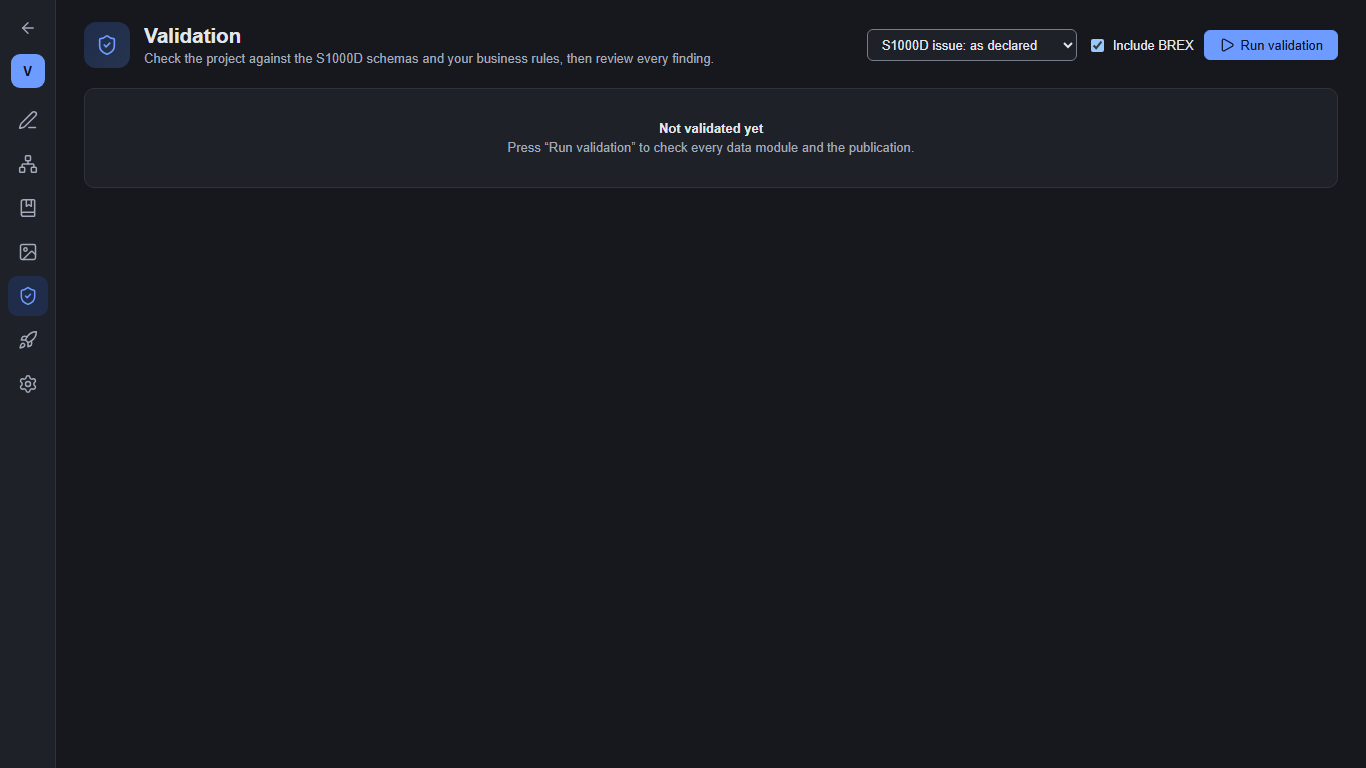 V
Validation
Check the project against the S1000D schemas and your business rules, then review every finding.
S1000D issue: as declared
Include BREX
Run validation
Not validated yet
Press “Run validation” to check every data module and the publication.